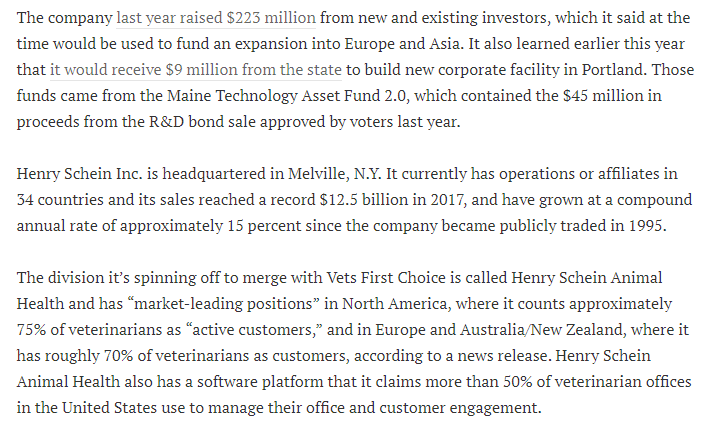 The company last year raised $223 million from new and existing investors, which it said at the
time would be used to fund an expansion into Europe and Asia. It also learned earlier this year
that it would receive $9 million from the state to build new corporate facility in Portland. Those
funds came from the Maine Technology Asset Fund 2.0, which contained the $45 million in
proceeds from the R&D bond sale approved by voters last year.
Henry Schein Inc. is headquartered in Melville, N.Y. It currently has operations or affiliates in
34 countries and its sales reached a record $12.5 billion in 2017, and have grown at a compound
annual rate of approximately 15 percent since the company became publicly traded in 1995.
The division it’s spinning off to merge with Vets First Choice is called Henry Schein Animal
Health and has “market-leading positions” in North America, where it counts approximately
75% of veterinarians as “active customers,” and in Europe and Australia/New Zealand, where it
has roughly 70% of veterinarians as customers, according to a news release. Henry Schein
Animal Health also has a software platform that it claims more than 50% of veterinarian offices
in the United States use to manage their office and customer engagement.